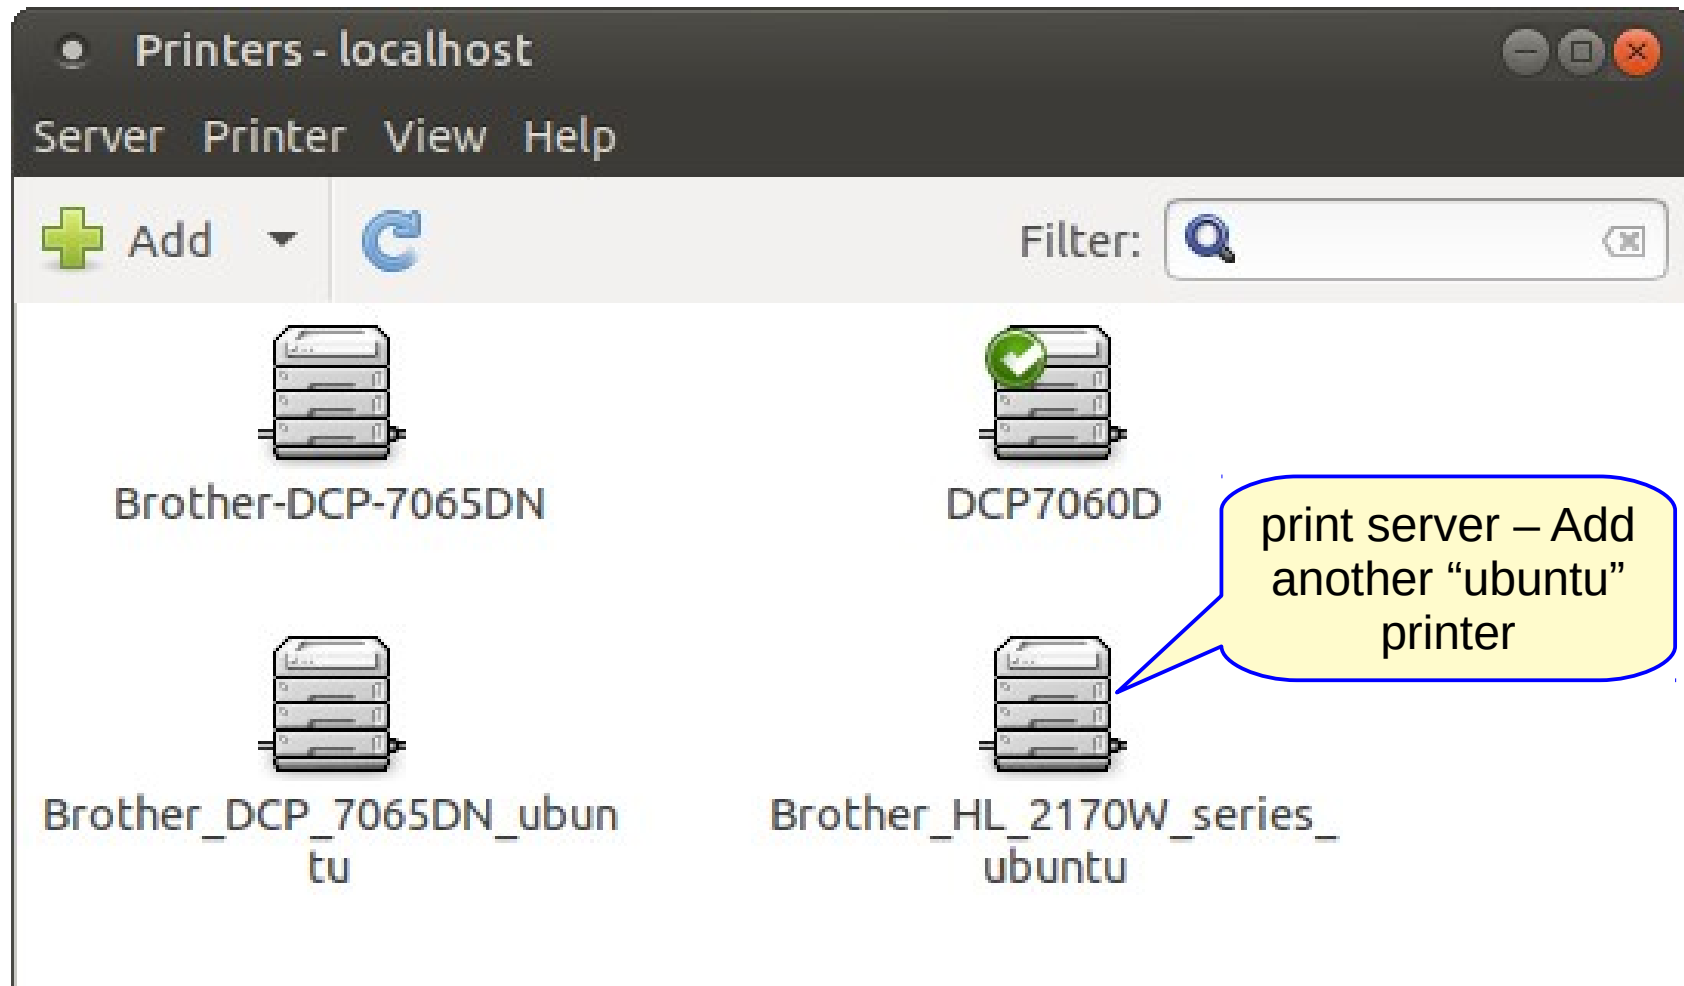 Printers - localhost
Server Printer View Help
Add
Filter:
Brother-DCP-7065DN
DCP7060D
print server – Add
another “ubuntu”
printer
Brother_DCP_7065DN_ubun
tu
Brother_HL_2170W_series_
ubuntu